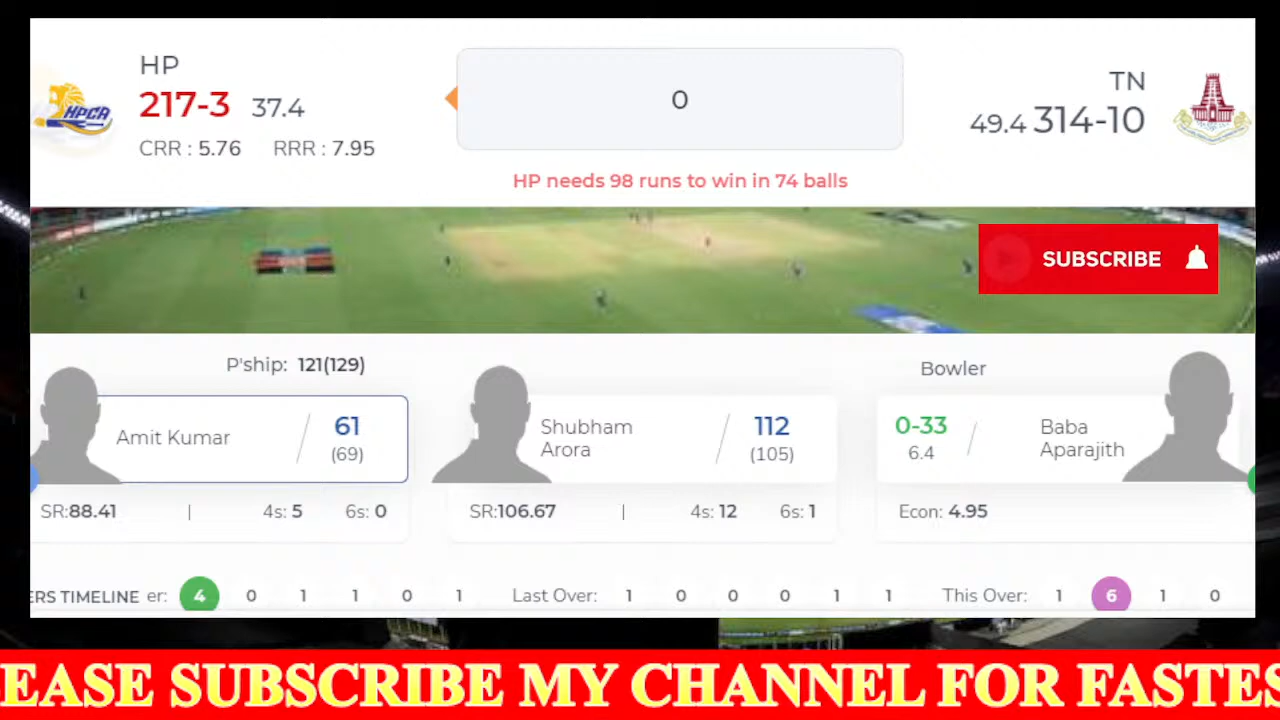 HP
217-3 37.4
CRR : 5.76 RRR : 7.95
0
HP needs 98 runs to win in 74 balls
TN
49.4 314-10
HPCA
SUBSCRIBE
P'ship: 121(129)
Amit Kumar
61
(69)
SR:88.41 | 4s: 5 6s: 0
Shubham
Arora
112
(105)
SR:106.67 | 4s: 12 6s: 1
Bowler
0-33
6.4
Baba
Aparajith
Econ: 4.95
ERS TIMELINE er: 4 0 1 1 0 1 Last Over: 1 0 0 0 1 1 This Over: 1 6 1 0
EASE SUBSCRIBE MY CHANNEL FOR FASTES